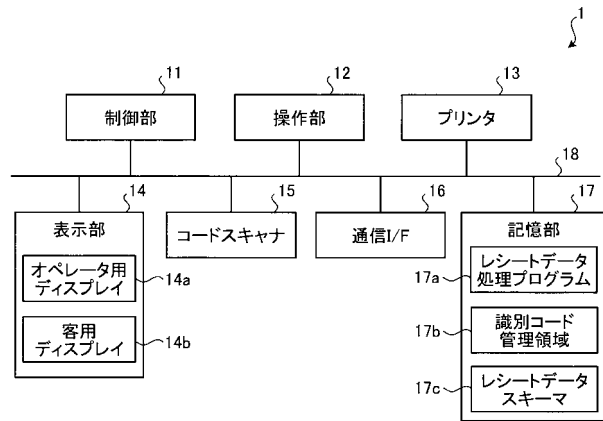 1
11
12
13
制御部
操作部
プリンタ
18
14
15
16
17
表示部
コードスキャナ
通信I/F
記憶部
オペレータ用
ディスプレイ
14a
客用
ディスプレイ
14b
レシートデータ
処理プログラム
17a
識別コード
管理領域
17b
レシートデータ
スキーマ
17c